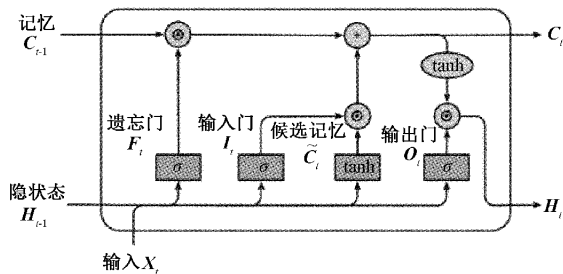 记忆
C_{t-1}
C_t
tanh
遗忘门
F_t
输入门
I_t
候选记忆
C̃_t
输出门
O_t
σ
σ
tanh
σ
隐状态
H_{t-1}
H_t
输入X_t